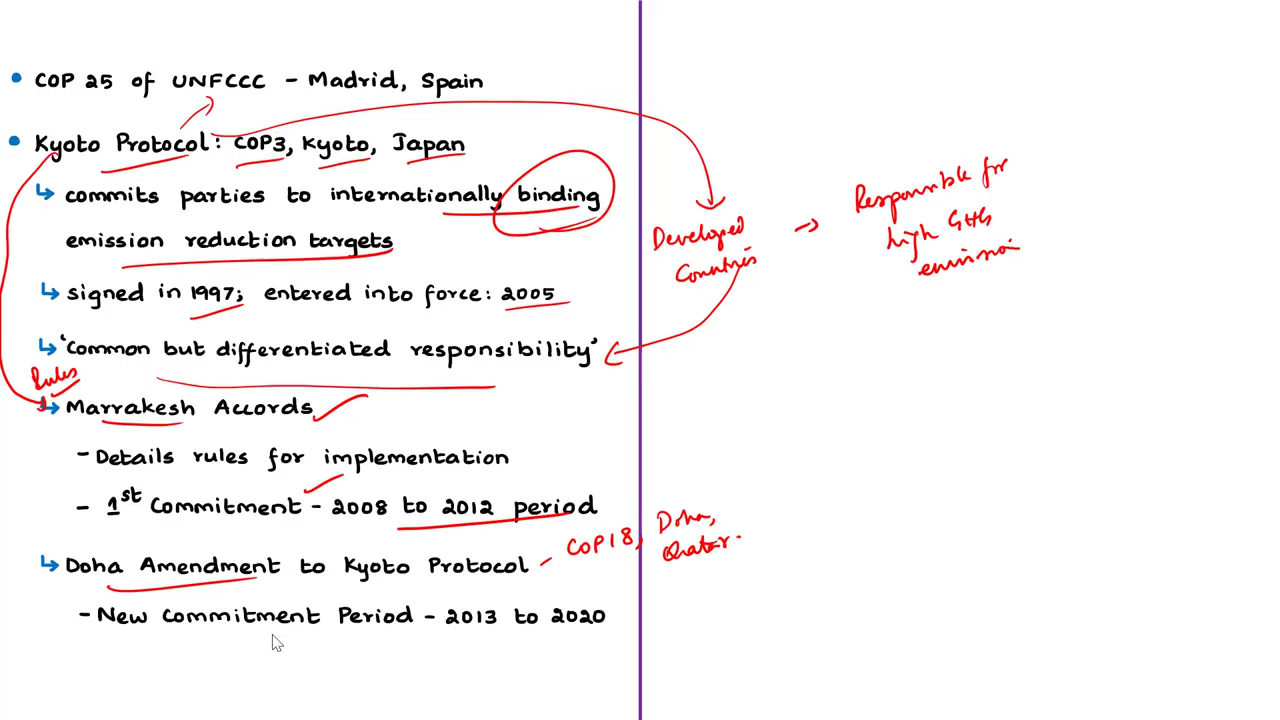 COP 25 of UNFCCC - Madrid, Spain
Kyoto Protocol: COP3, Kyoto, Japan
commits parties to internationally binding
emission reduction targets
signed in 1997; entered into force: 2005
'Common but differentiated responsibility'
Rules
Marrakesh Accords
- Details rules for implementation
- 1st Commitment - 2008 to 2012 period
Doha Amendment to Kyoto Protocol - COP18, Doha,
Qatar.
- New Commitment Period - 2013 to 2020
Developed
Countries
Responsible for
high GHG
emission